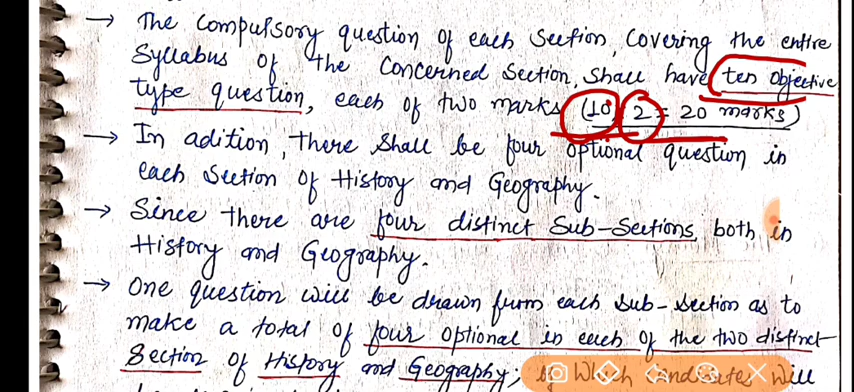 → The Compulsory question of each Section, Covering the entire
Syllabus of the Concerned Section, Shall have ten objective
type question, each of two marks (10 2 = 20 marks)
→ In adition, There Shall be four optional question in
each Section of History and Geography.
→ Since there are four distinct Sub-Sections, both in
History and Geography.
→ One question will be drawn from each Sub-Section as to
make a total of four optional in each of the two distinct
Section of History and Geography; of Which Candidates will